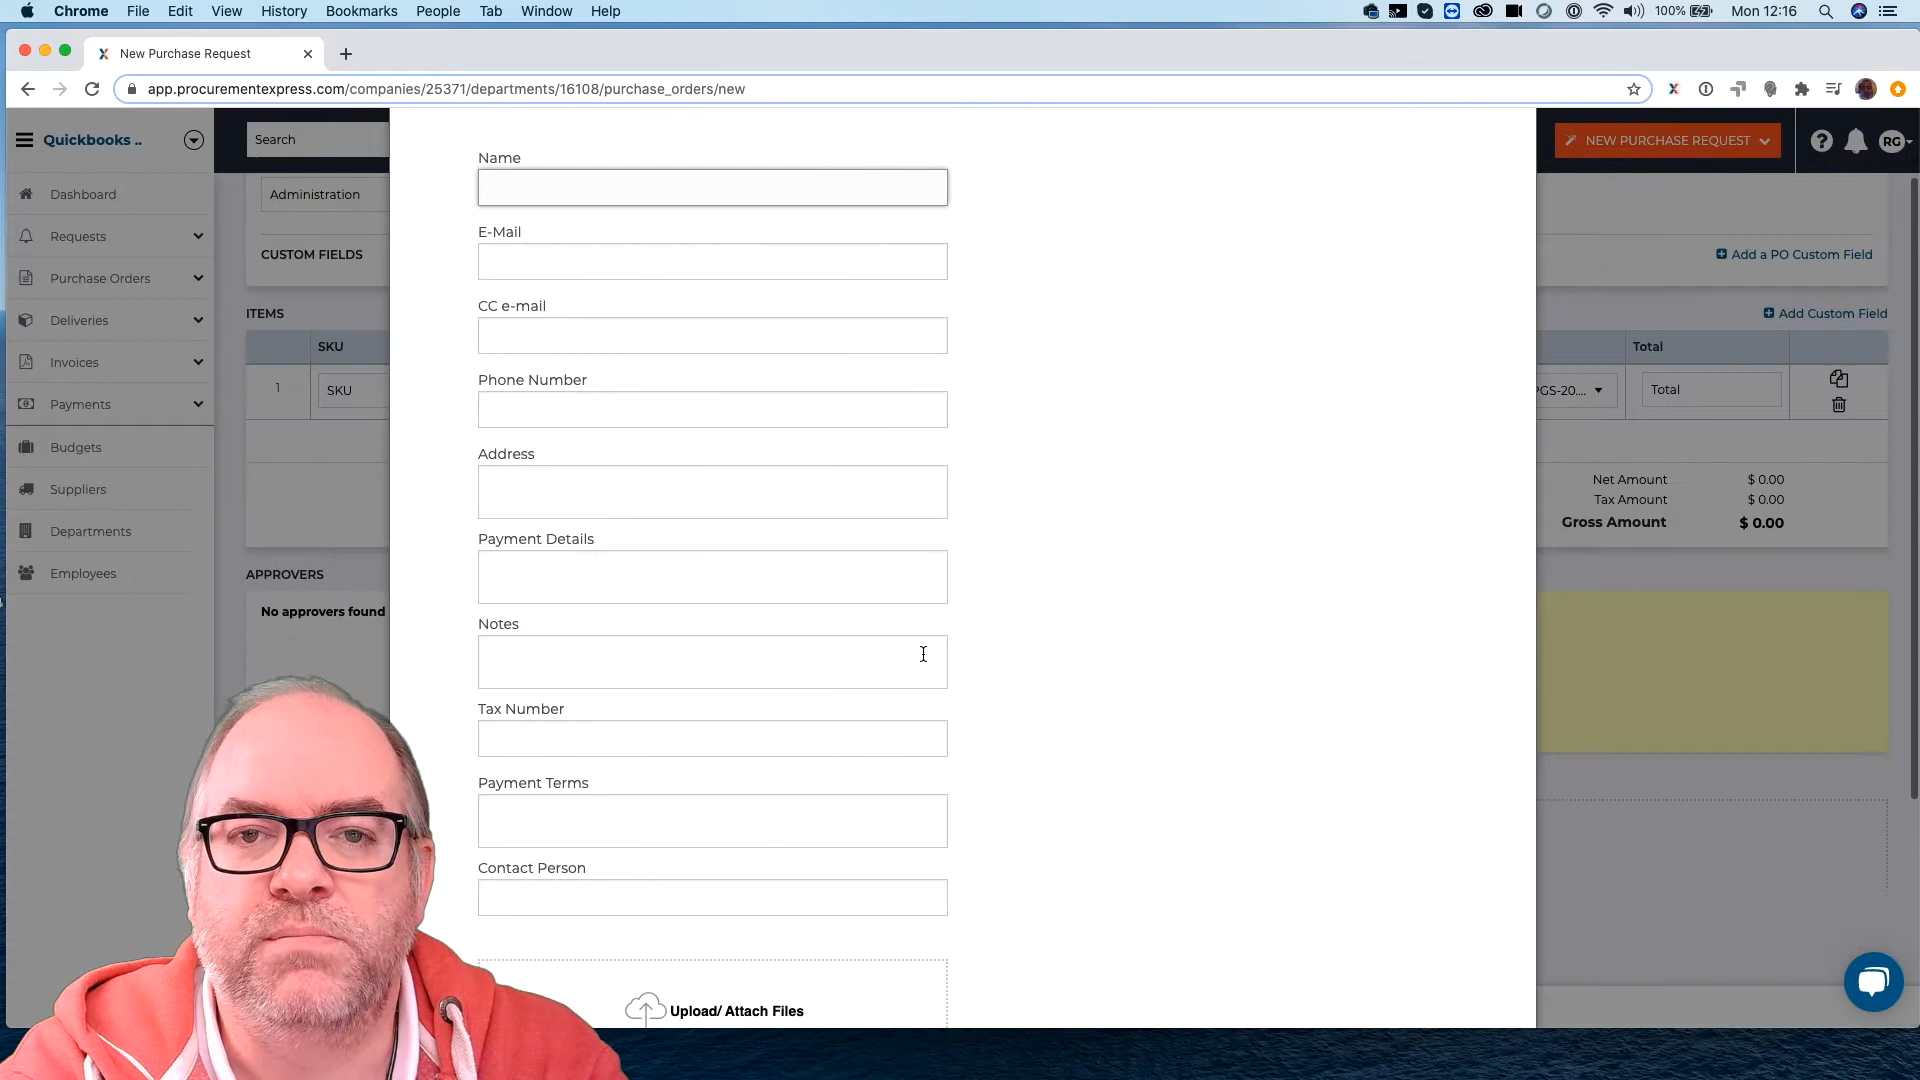 Chrome File Edit View History Bookmarks People Tab Window Help 100% Mon 12:16
New Purchase Request
app.procurementexpress.com/companies/25371/departments/16108/purchase_orders/new
Quickbooks ..
Search
NEW PURCHASE REQUEST
RG
Dashboard
Requests
Purchase Orders
Deliveries
Invoices
Payments
Budgets
Suppliers
Departments
Employees
Administration
CUSTOM FIELDS
Add a PO Custom Field
ITEMS
Add Custom Field
SKU
Total
1
SKU
PGS-20....
Total
Net Amount $ 0.00
Tax Amount $ 0.00
Gross Amount $ 0.00
APPROVERS
No approvers found
Name
E-Mail
CC e-mail
Phone Number
Address
Payment Details
Notes
Tax Number
Payment Terms
Contact Person
Upload/ Attach Files